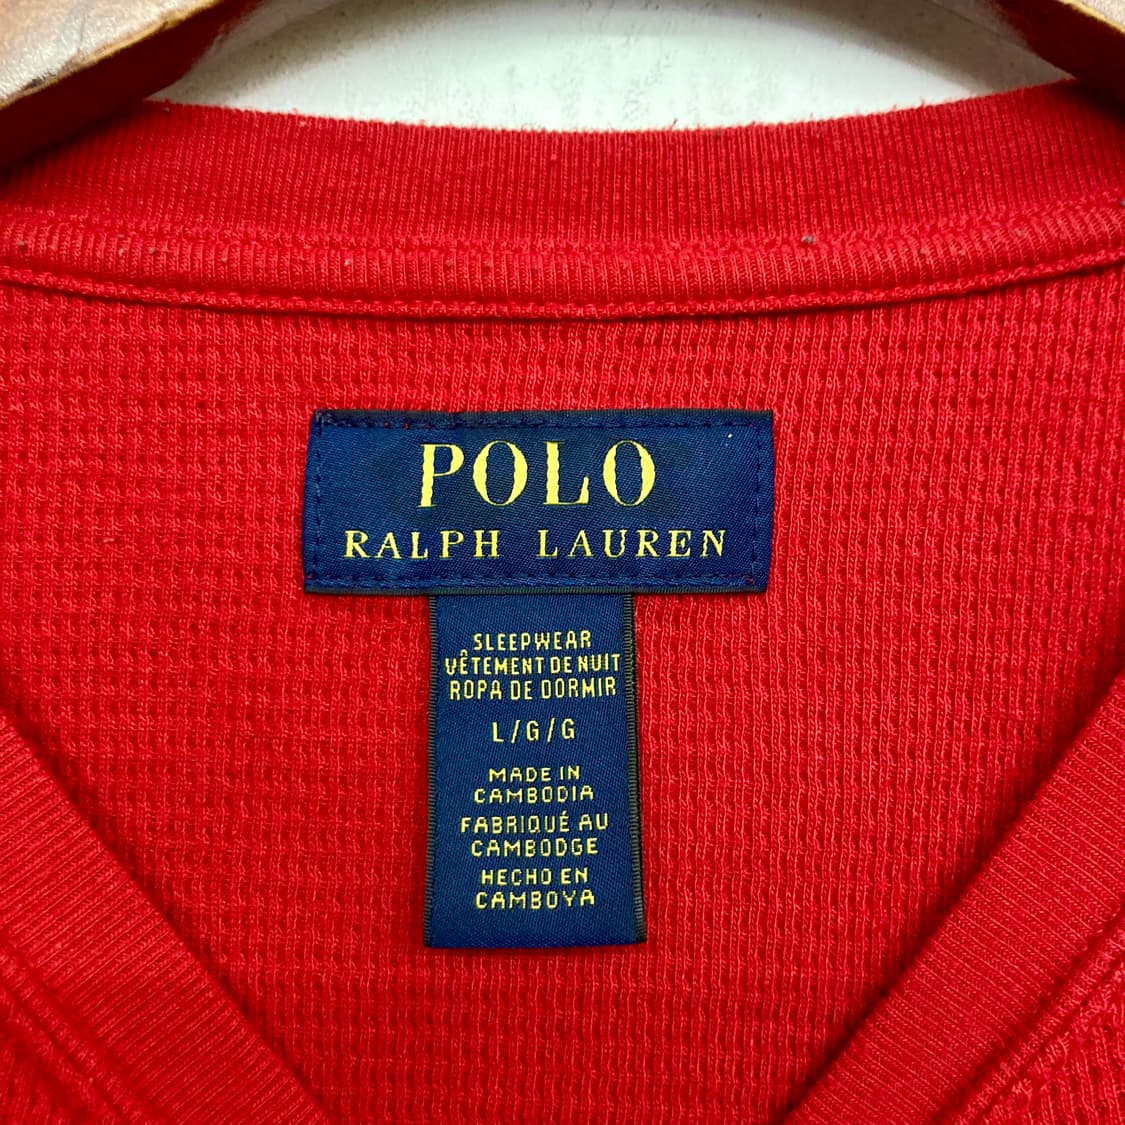 POLO
RALPH LAUREN
SLEEPWEAR
VÊTEMENT DE NUIT
ROPA DE DORMIR
L/G/G
MADE IN
CAMBODIA
FABRIQUÉ AU
CAMBODGE
HECHO EN
CAMBOYA